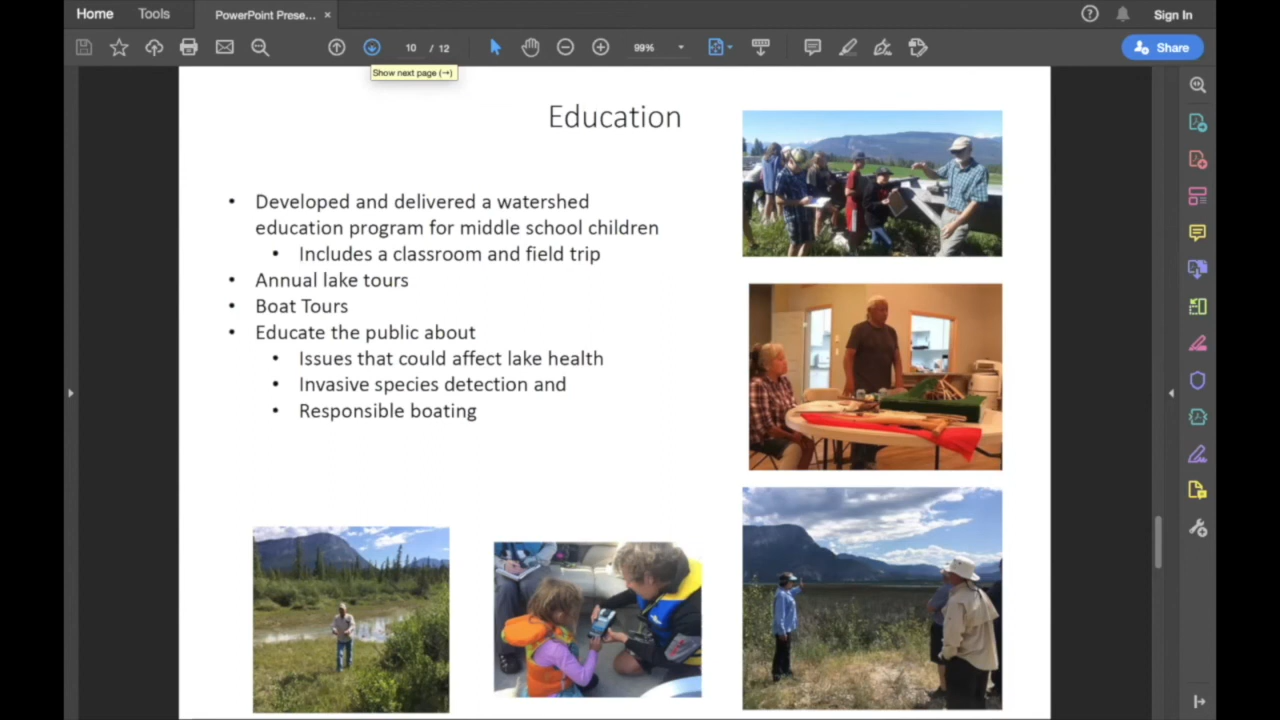 Home
Tools
PowerPoint Prese... ×
Sign In
10 / 12
99%
Share
Show next page (→)
Education
• Developed and delivered a watershed
education program for middle school children
• Includes a classroom and field trip
• Annual lake tours
• Boat Tours
• Educate the public about
• Issues that could affect lake health
• Invasive species detection and
• Responsible boating